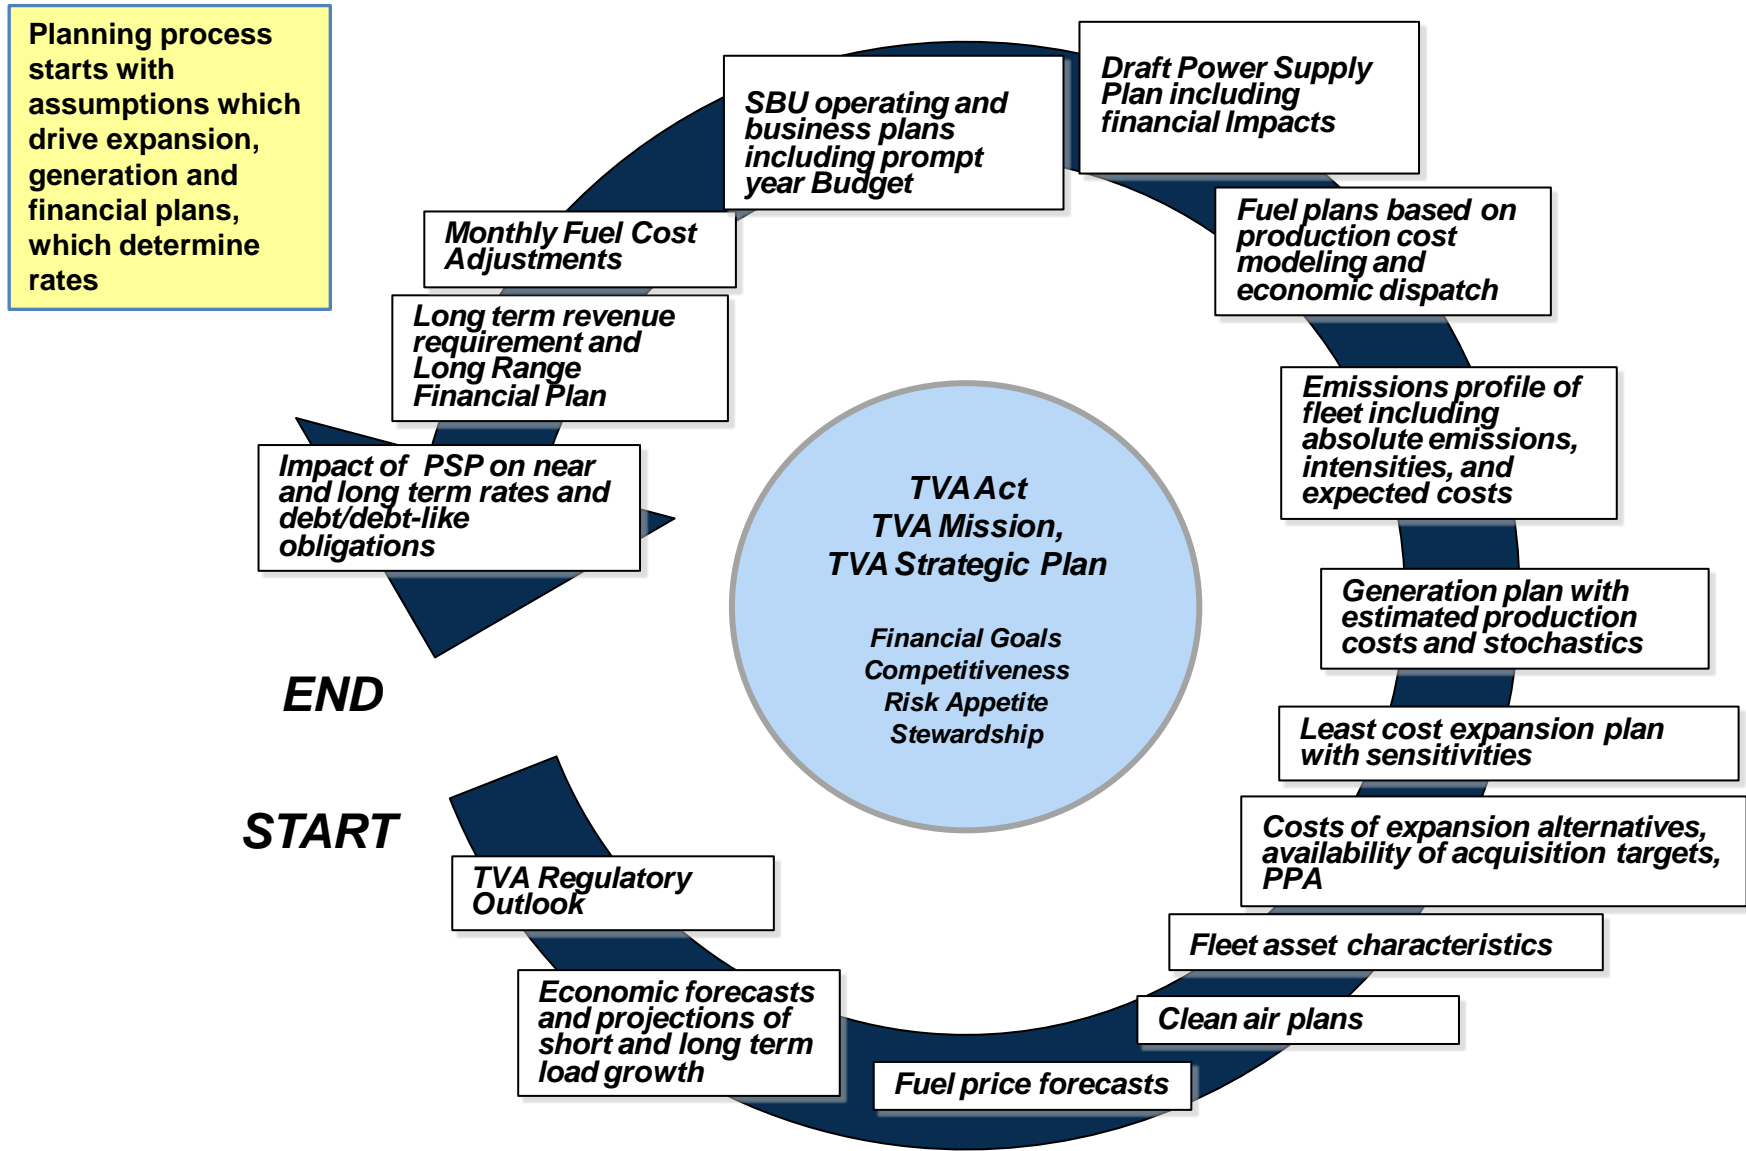 Planning process
starts with
assumptions which
drive expansion,
generation and
financial plans,
which determine
rates
SBU operating and
business plans
including prompt
year Budget
Draft Power Supply
Plan including
financial Impacts
Monthly Fuel Cost
Adjustments
Fuel plans based on
production cost
modeling and
economic dispatch
Long term revenue
requirement and
Long Range
Financial Plan
Emissions profile of
fleet including
absolute emissions,
intensities, and
expected costs
Impact of PSP on near
and long term rates and
debt/debt-like
obligations
TVA Act
TVA Mission,
TVA Strategic Plan
Financial Goals
Competitiveness
Risk Appetite
Stewardship
Generation plan with
estimated production
costs and stochastics
END
Least cost expansion plan
with sensitivities
START
Costs of expansion alternatives,
availability of acquisition targets,
PPA
TVA Regulatory
Outlook
Fleet asset characteristics
Economic forecasts
and projections of
short and long term
load growth
Clean air plans
Fuel price forecasts